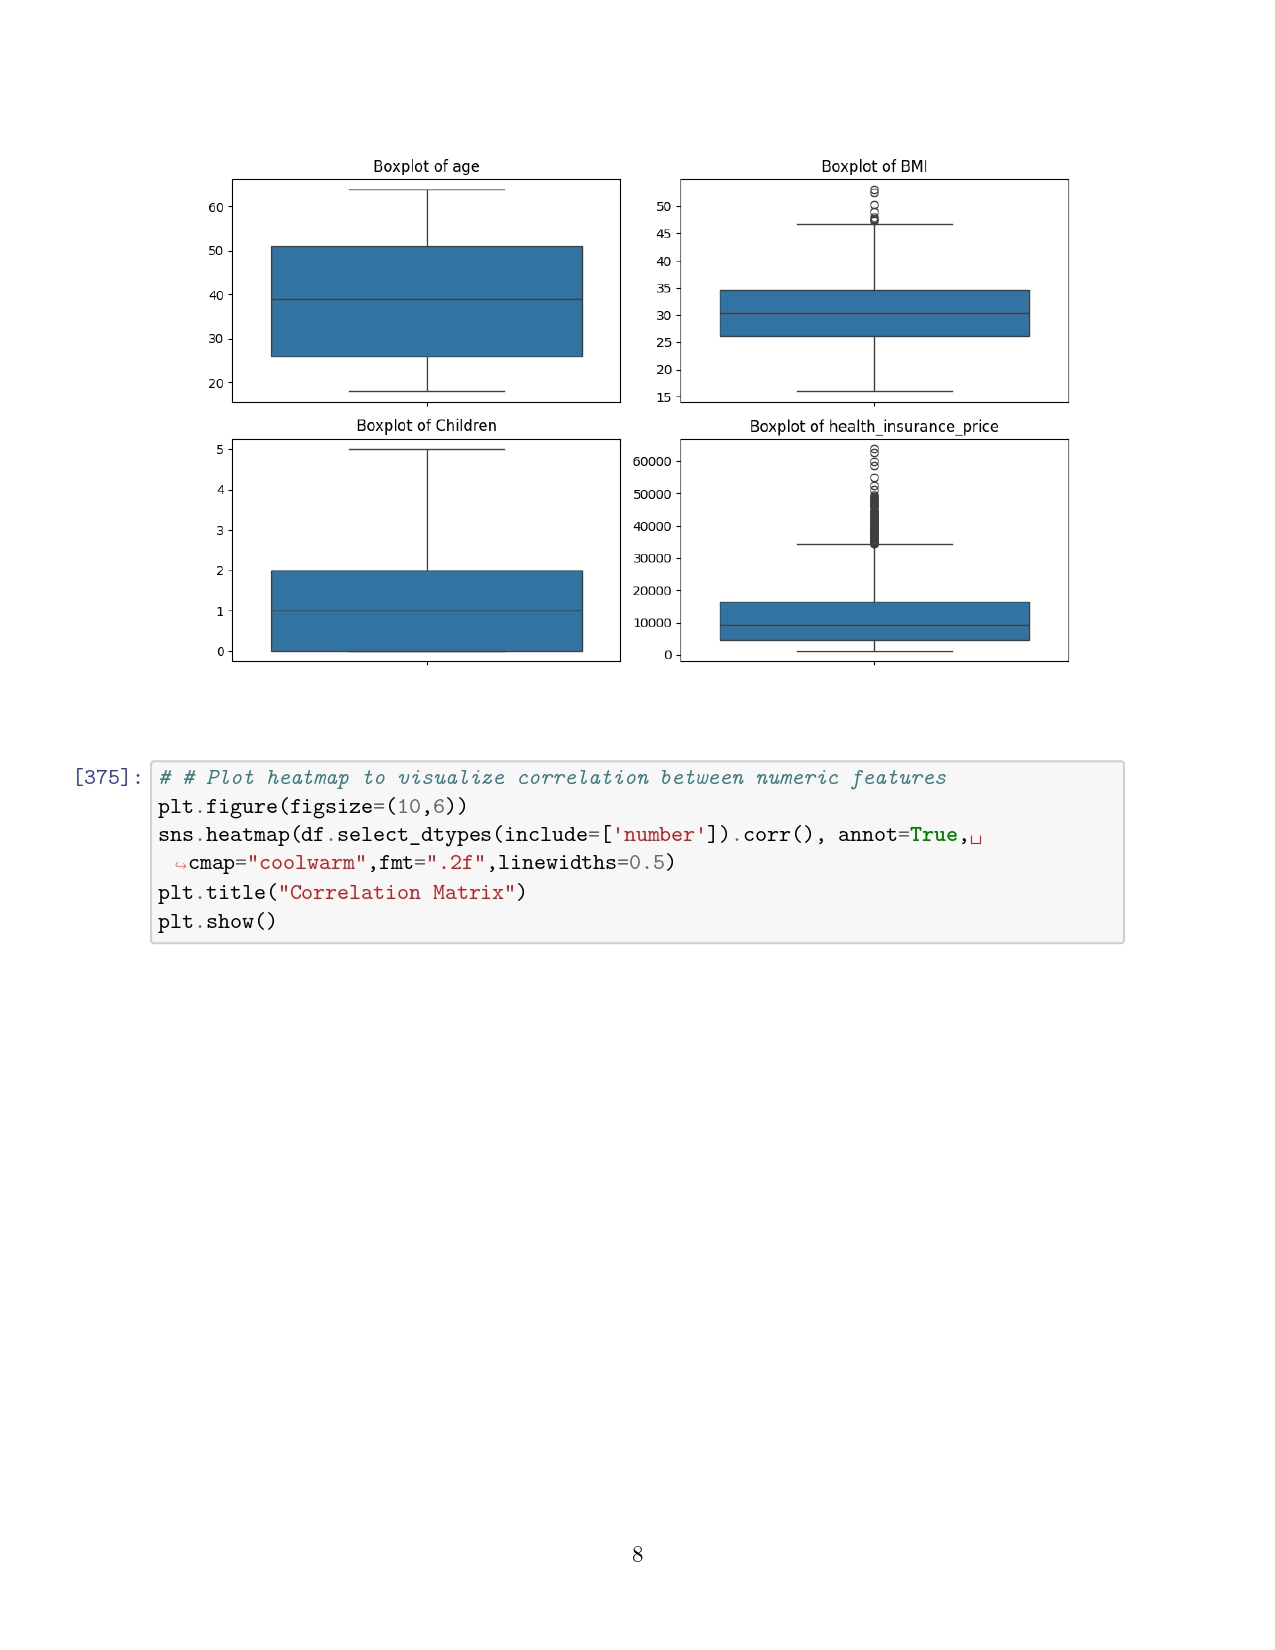 Boxplot of age
60
50
40
30
20
Boxplot of BMI
50
45
40
35
30
25
20
15
Boxplot of Children
5
4
3
2
1
0
Boxplot of health_insurance_price
60000
50000
40000
30000
20000
10000
0
[375]: # # Plot heatmap to visualize correlation between numeric features
plt.figure(figsize=(10,6))
sns.heatmap(df.select_dtypes(include=['number']).corr(), annot=True,␣
↪cmap="coolwarm",fmt=".2f",linewidths=0.5)
plt.title("Correlation Matrix")
plt.show()
8